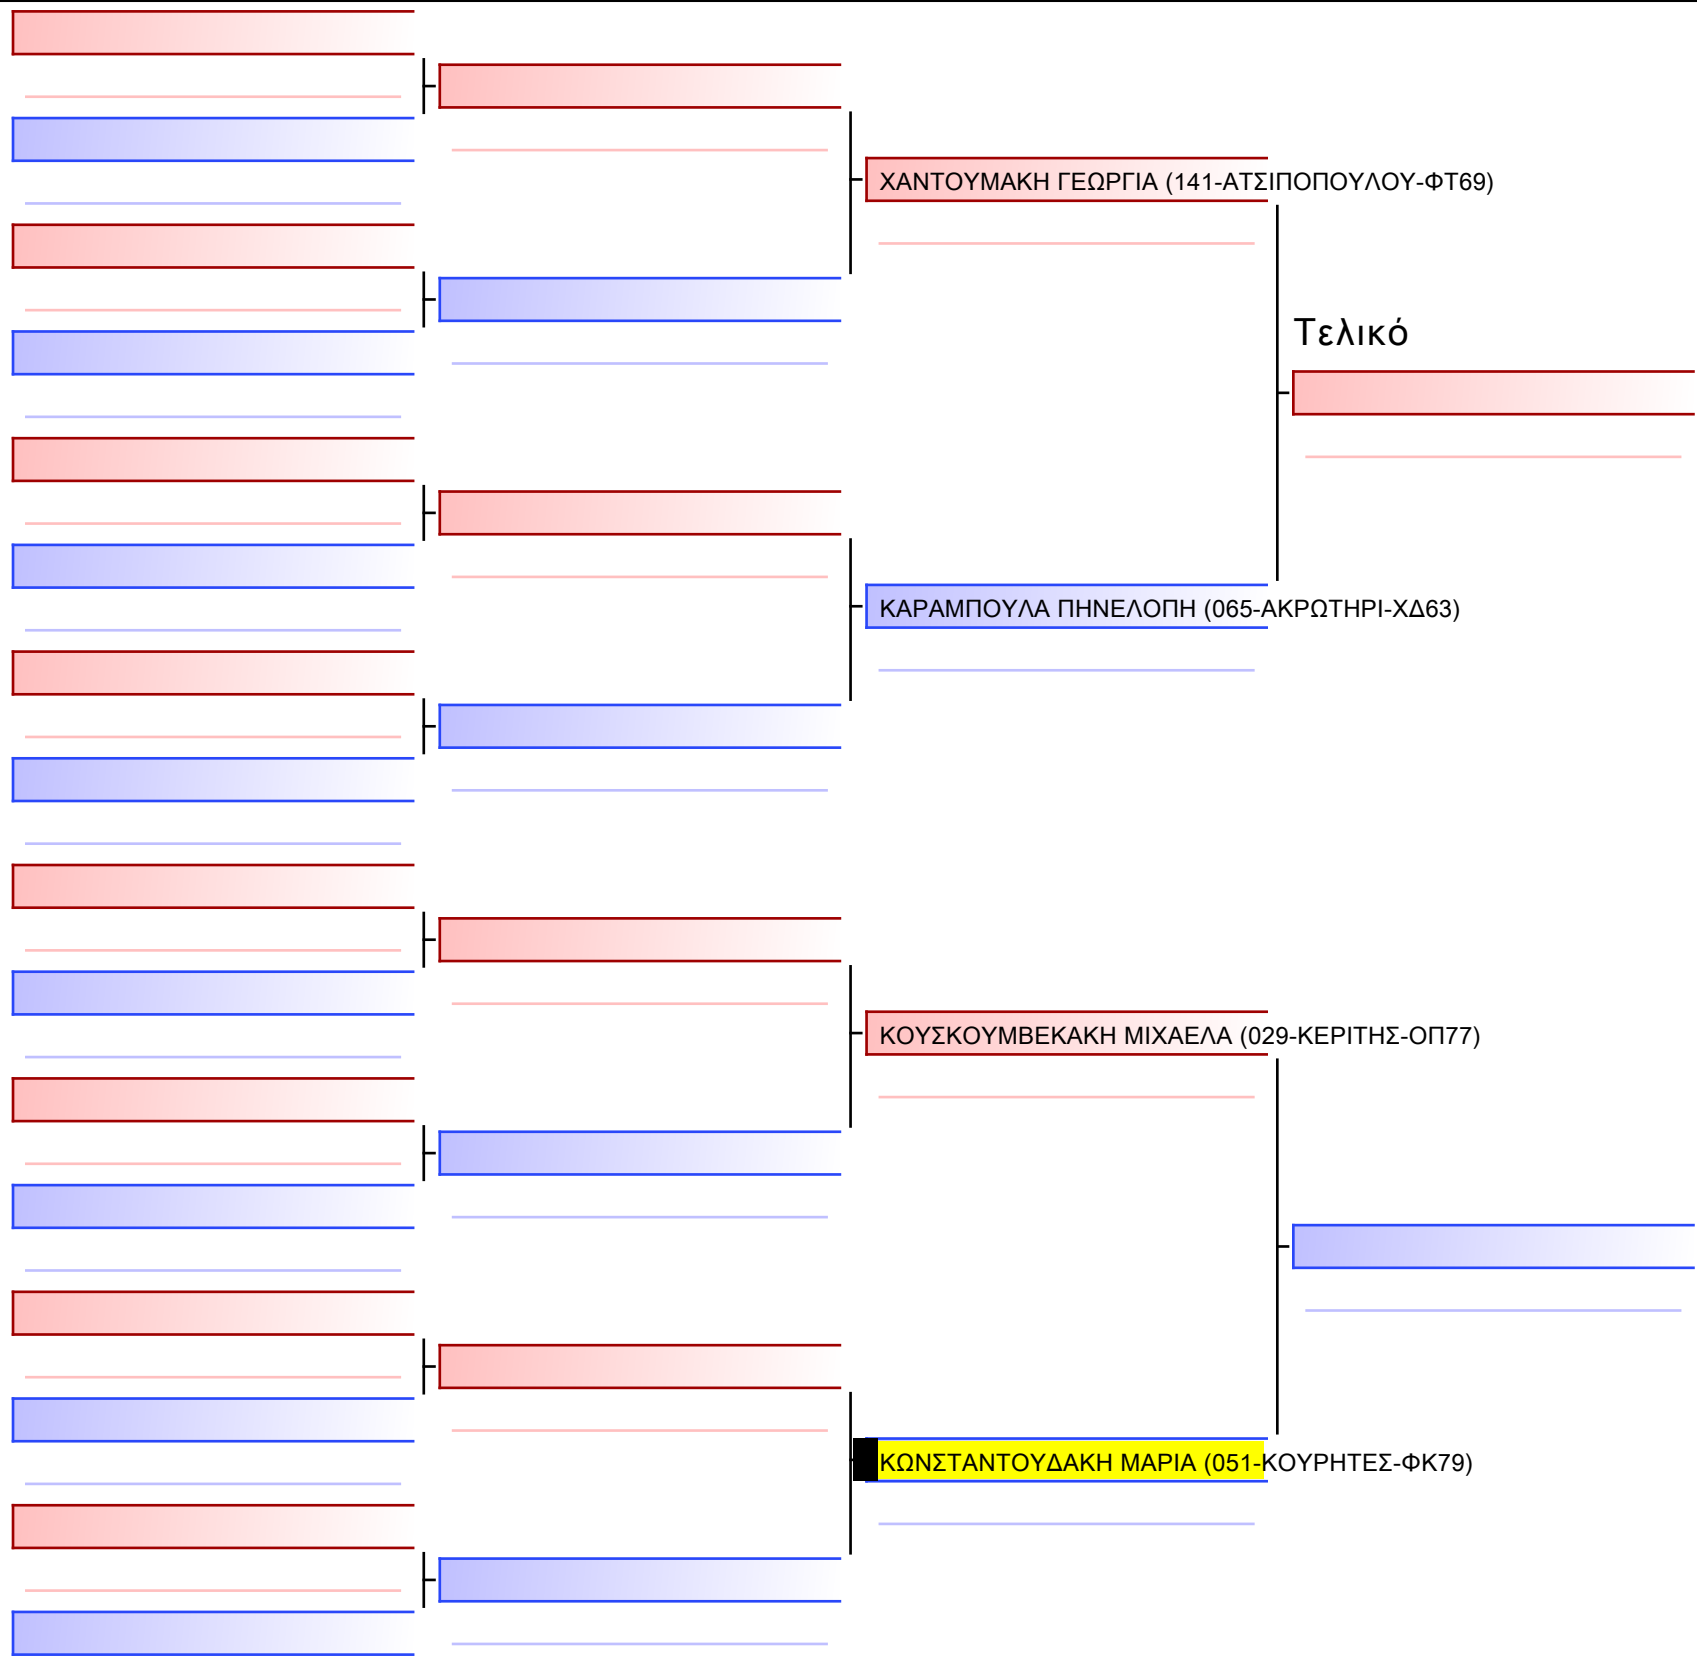 ΧΑΝΤΟΥΜΑΚΗ ΓΕΩΡΓΙΑ (141-ΑΤΣΙΠΟΠΟΥΛΟΥ-ΦΤ69)
Τελικό
ΚΑΡΑΜΠΟΥΛΑ ΠΗΝΕΛΟΠΗ (065-ΑΚΡΩΤΗΡΙ-ΧΔ63)
ΚΟΥΣΚΟΥΜΒΕΚΑΚΗ ΜΙΧΑΕΛΑ (029-ΚΕΡΙΤΗΣ-ΟΠ77)
ΚΩΝΣΤΑΝΤΟΥΔΑΚΗ ΜΑΡΙΑ (051-ΚΟΥΡΗΤΕΣ-ΦΚ79)